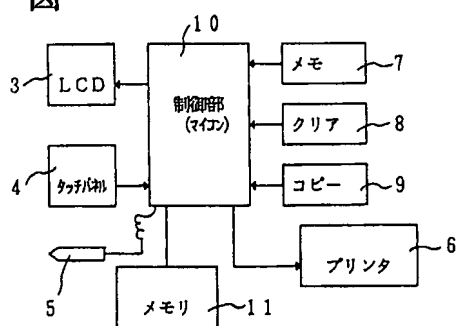 図
10
3 LCD
制御部
(マイコン)
メモ 7
クリア 8
4 タッチパネル
コピー 9
5
メモリ 11
プリンタ 6